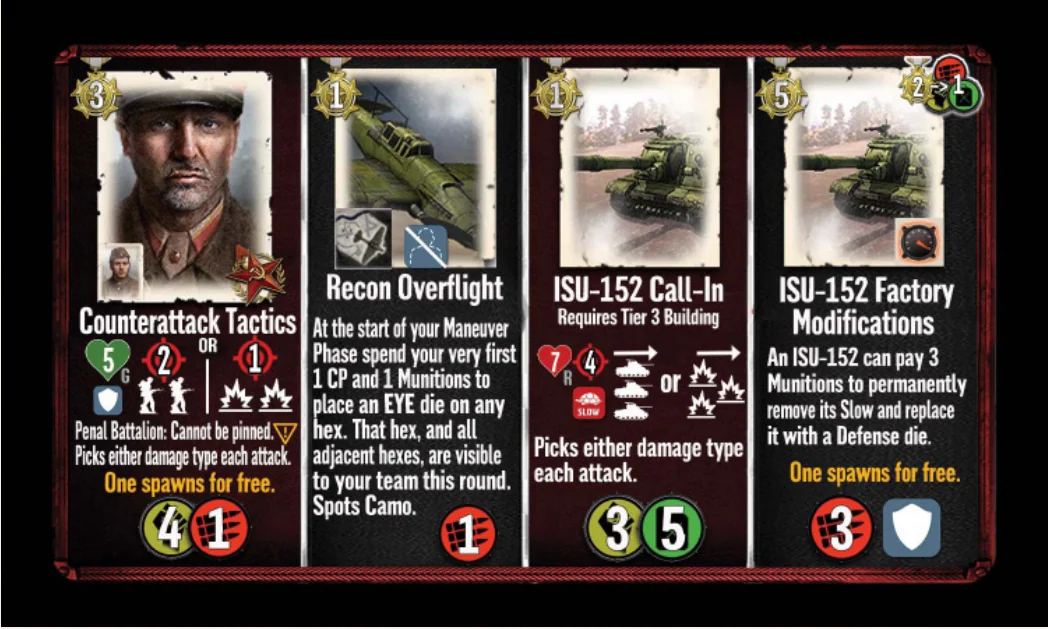 3
Counterattack Tactics
5
G
2
OR
1
Penal Battalion: Cannot be pinned.
Picks either damage type each attack.
One spawns for free.
4
1
1
Recon Overflight
At the start of your Maneuver
Phase spend your very first
1 CP and 1 Munitions to
place an EYE die on any
hex. That hex, and all
adjacent hexes, are visible
to your team this round.
Spots Camo.
1
1
ISU-152 Call-In
Requires Tier 3 Building
7
R
4
SLOW
or
Picks either damage type
each attack.
3
5
5
2->1
ISU-152 Factory
Modifications
An ISU-152 can pay 3
Munitions to permanently
remove its Slow and replace
it with a Defense die.
One spawns for free.
3